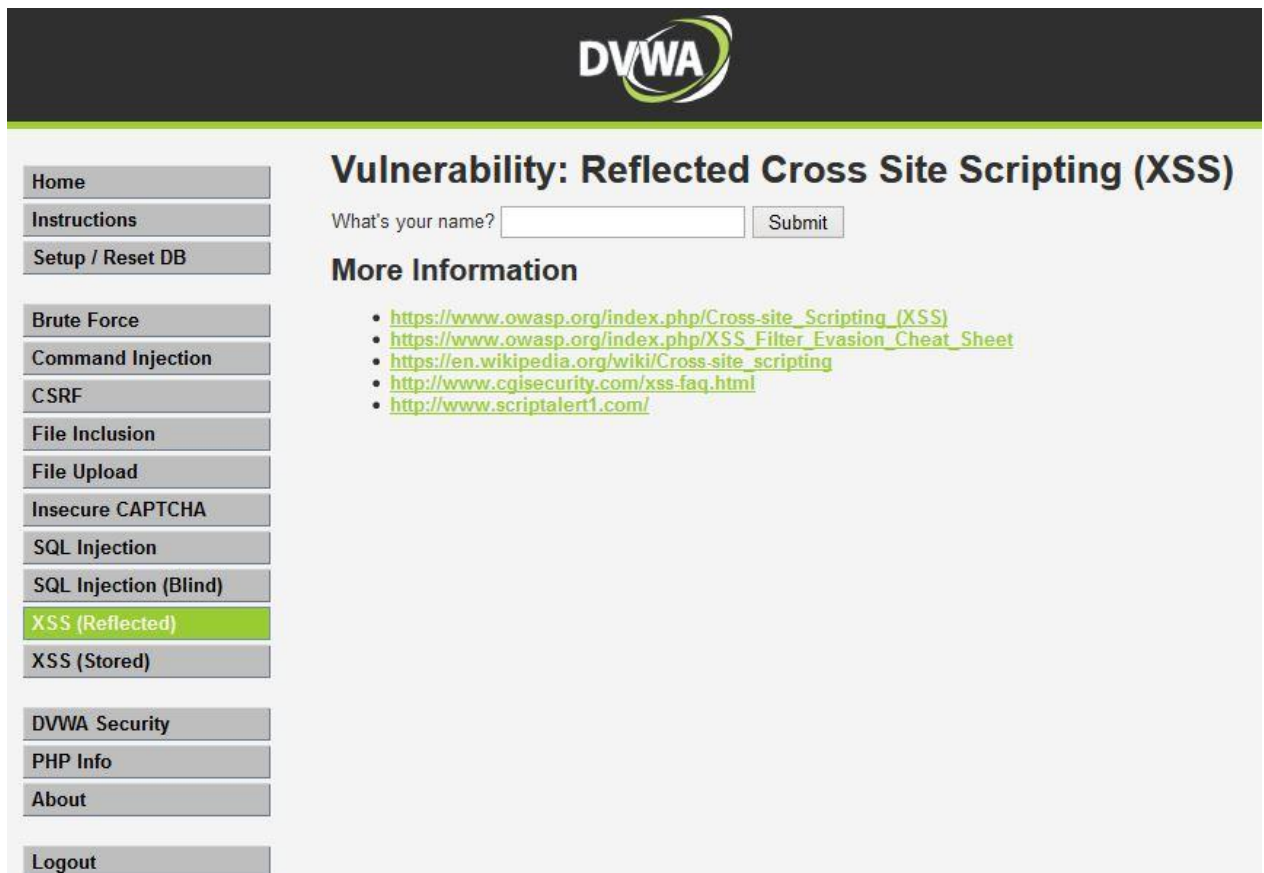 DVWA
Home
Instructions
Setup / Reset DB
Brute Force
Command Injection
CSRF
File Inclusion
File Upload
Insecure CAPTCHA
SQL Injection
SQL Injection (Blind)
XSS (Reflected)
XSS (Stored)
DVWA Security
PHP Info
About
Logout
Vulnerability: Reflected Cross Site Scripting (XSS)
What's your name? Submit
More Information
https://www.owasp.org/index.php/Cross-site_Scripting_(XSS)
https://www.owasp.org/index.php/XSS_Filter_Evasion_Cheat_Sheet
https://en.wikipedia.org/wiki/Cross-site_scripting
http://www.cgisecurity.com/xss-faq.html
http://www.scriptalert1.com/